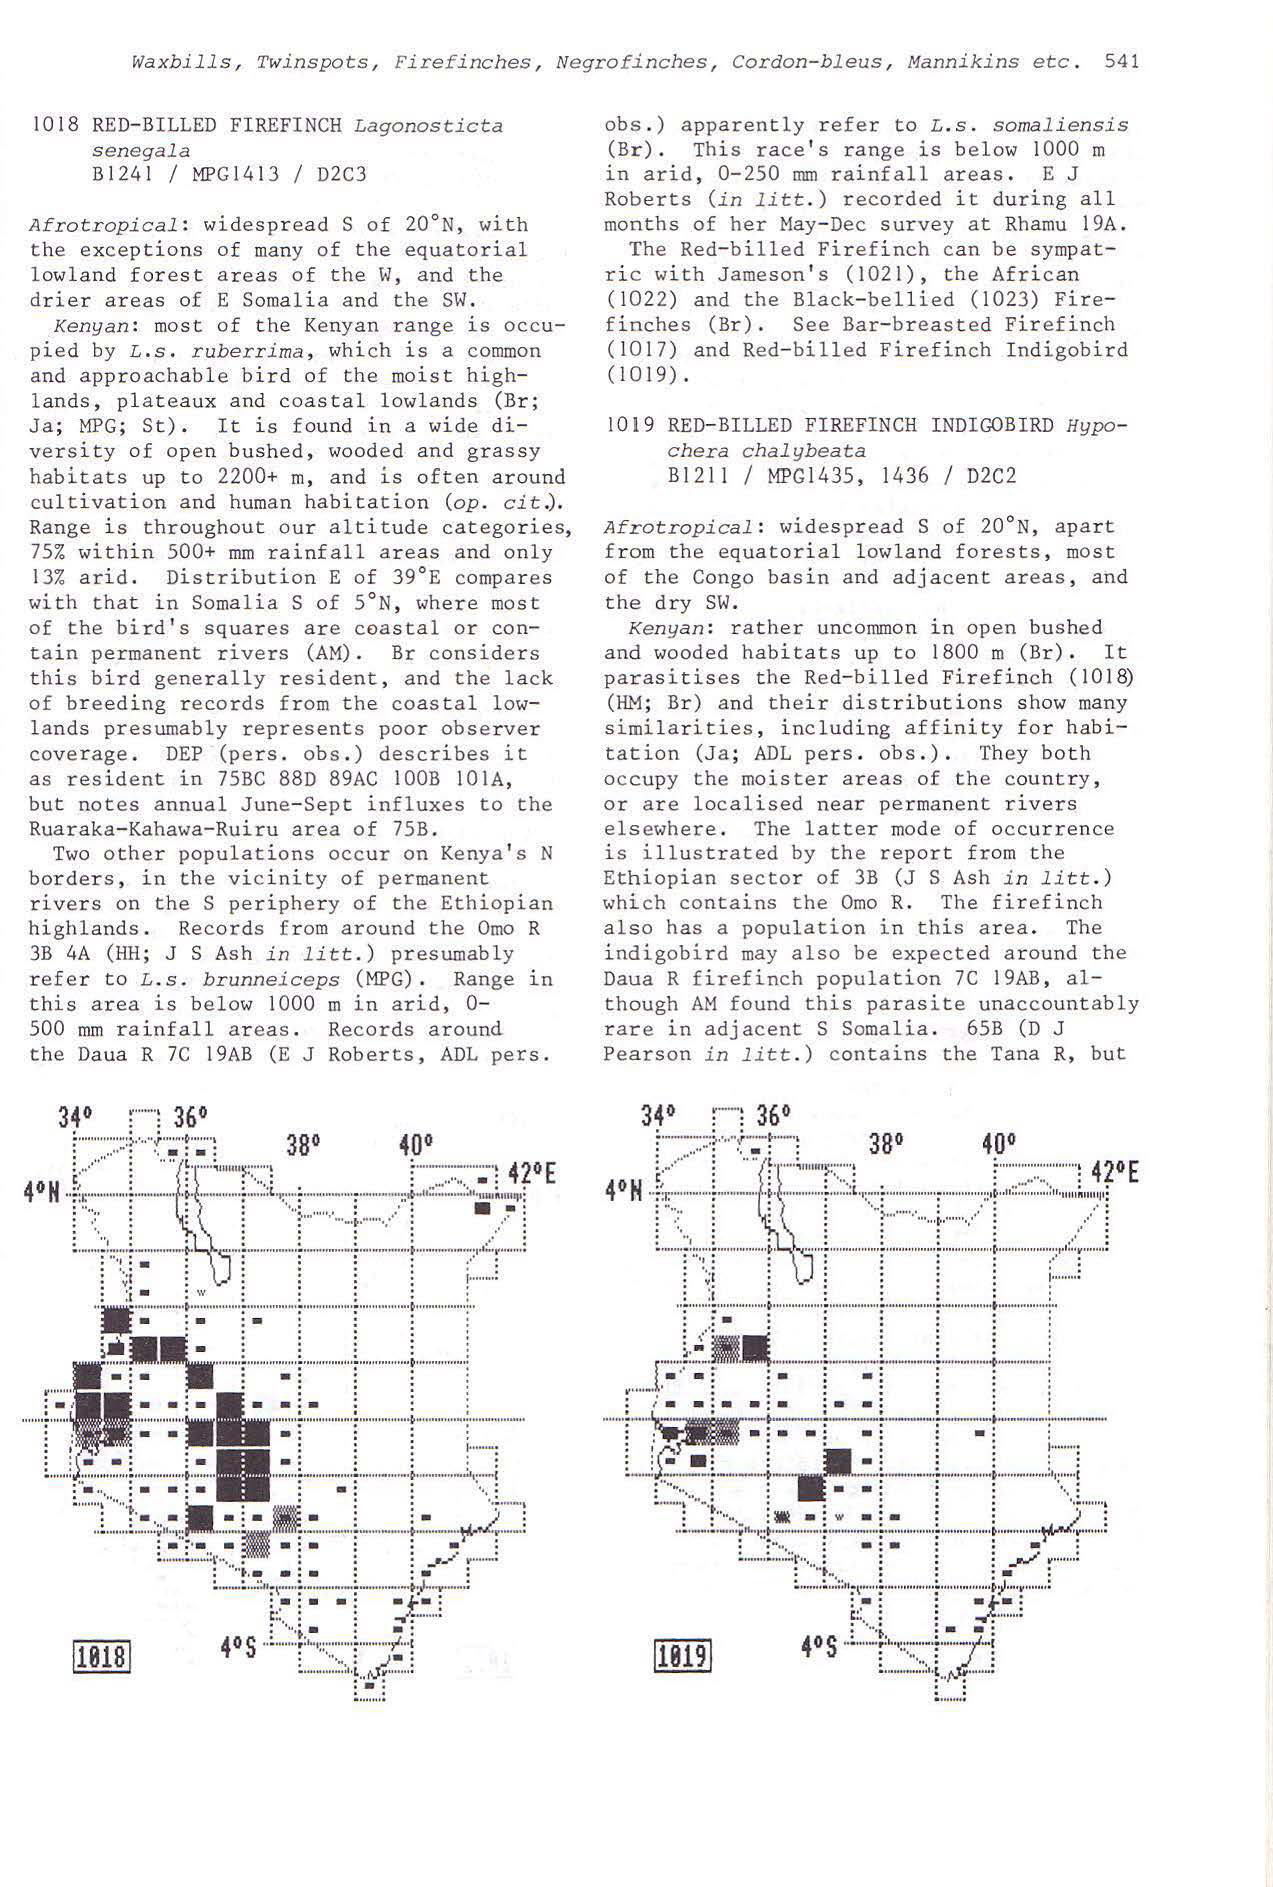 Waxbills, Twinspots, Firefinches, Negrofinches, Cordon-bleus, Mannikins etc. 541
1018 RED-BILLED FIREFINCH Lagonosticta
senegala
B1241 / MPG1413 / D2C3
Afrotropical: widespread S of 20°N, with
the exceptions of many of the equatorial
lowland forest areas of the W, and the
drier areas of E Somalia and the SW.
Kenyan: most of the Kenyan range is occu-
pied by L.s. ruberrima, which is a common
and approachable bird of the moist high-
lands, plateaux and coastal lowlands (Br;
Ja; MPG; St). It is found in a wide di-
versity of open bushed, wooded and grassy
habitats up to 2200+ m, and is often around
cultivation and human habitation (op. cit.).
Range is throughout our altitude categories,
75% within 500+ mm rainfall areas and only
13% arid. Distribution E of 39°E compares
with that in Somalia S of 5°N, where most
of the bird's squares are coastal or con-
tain permanent rivers (AM). Br considers
this bird generally resident, and the lack
of breeding records from the coastal low-
lands presumably represents poor observer
coverage. DEP (pers. obs.) describes it
as resident in 75BC 88D 89AC 100B 101A,
but notes annual June-Sept influxes to the
Ruaraka-Kahawa-Ruiru area of 75B.
Two other populations occur on Kenya's N
borders, in the vicinity of permanent
rivers on the S periphery of the Ethiopian
highlands. Records from around the Omo R
3B 4A (HH; J S Ash in litt.) presumably
refer to L.s. brunneiceps (MPG). Range in
this area is below 1000 m in arid, 0-
500 mm rainfall areas. Records around
the Daua R 7C 19AB (E J Roberts, ADL pers.
obs.) apparently refer to L.s. somaliensis
(Br). This race's range is below 1000 m
in arid, 0-250 mm rainfall areas. E J
Roberts (in litt.) recorded it during all
months of her May-Dec survey at Rhamu 19A.
The Red-billed Firefinch can be sympat-
ric with Jameson's (1021), the African
(1022) and the Black-bellied (1023) Fire-
finches (Br). See Bar-breasted Firefinch
(1017) and Red-billed Firefinch Indigobird
(1019).
1019 RED-BILLED FIREFINCH INDIGOBIRD Hypo-
chera chalybeata
B1211 / MPG1435, 1436 / D2C2
Afrotropical: widespread S of 20°N, apart
from the equatorial lowland forests, most
of the Congo basin and adjacent areas, and
the dry SW.
Kenyan: rather uncommon in open bushed
and wooded habitats up to 1800 m (Br). It
parasitises the Red-billed Firefinch (1018)
(HM; Br) and their distributions show many
similarities, including affinity for habi-
tation (Ja; ADL pers. obs.). They both
occupy the moister areas of the country,
or are localised near permanent rivers
elsewhere. The latter mode of occurrence
is illustrated by the report from the
Ethiopian sector of 3B (J S Ash in litt.)
which contains the Omo R. The firefinch
also has a population in this area. The
indigobird may also be expected around the
Daua R firefinch population 7C 19AB, al-
though AM found this parasite unaccountably
rare in adjacent S Somalia. 65B (D J
Pearson in litt.) contains the Tana R, but
34° 36°
38° 40°
42°E
4°N
w
4°S
1018
34° 36°
38° 40°
42°E
4°N
w
4°S
1019